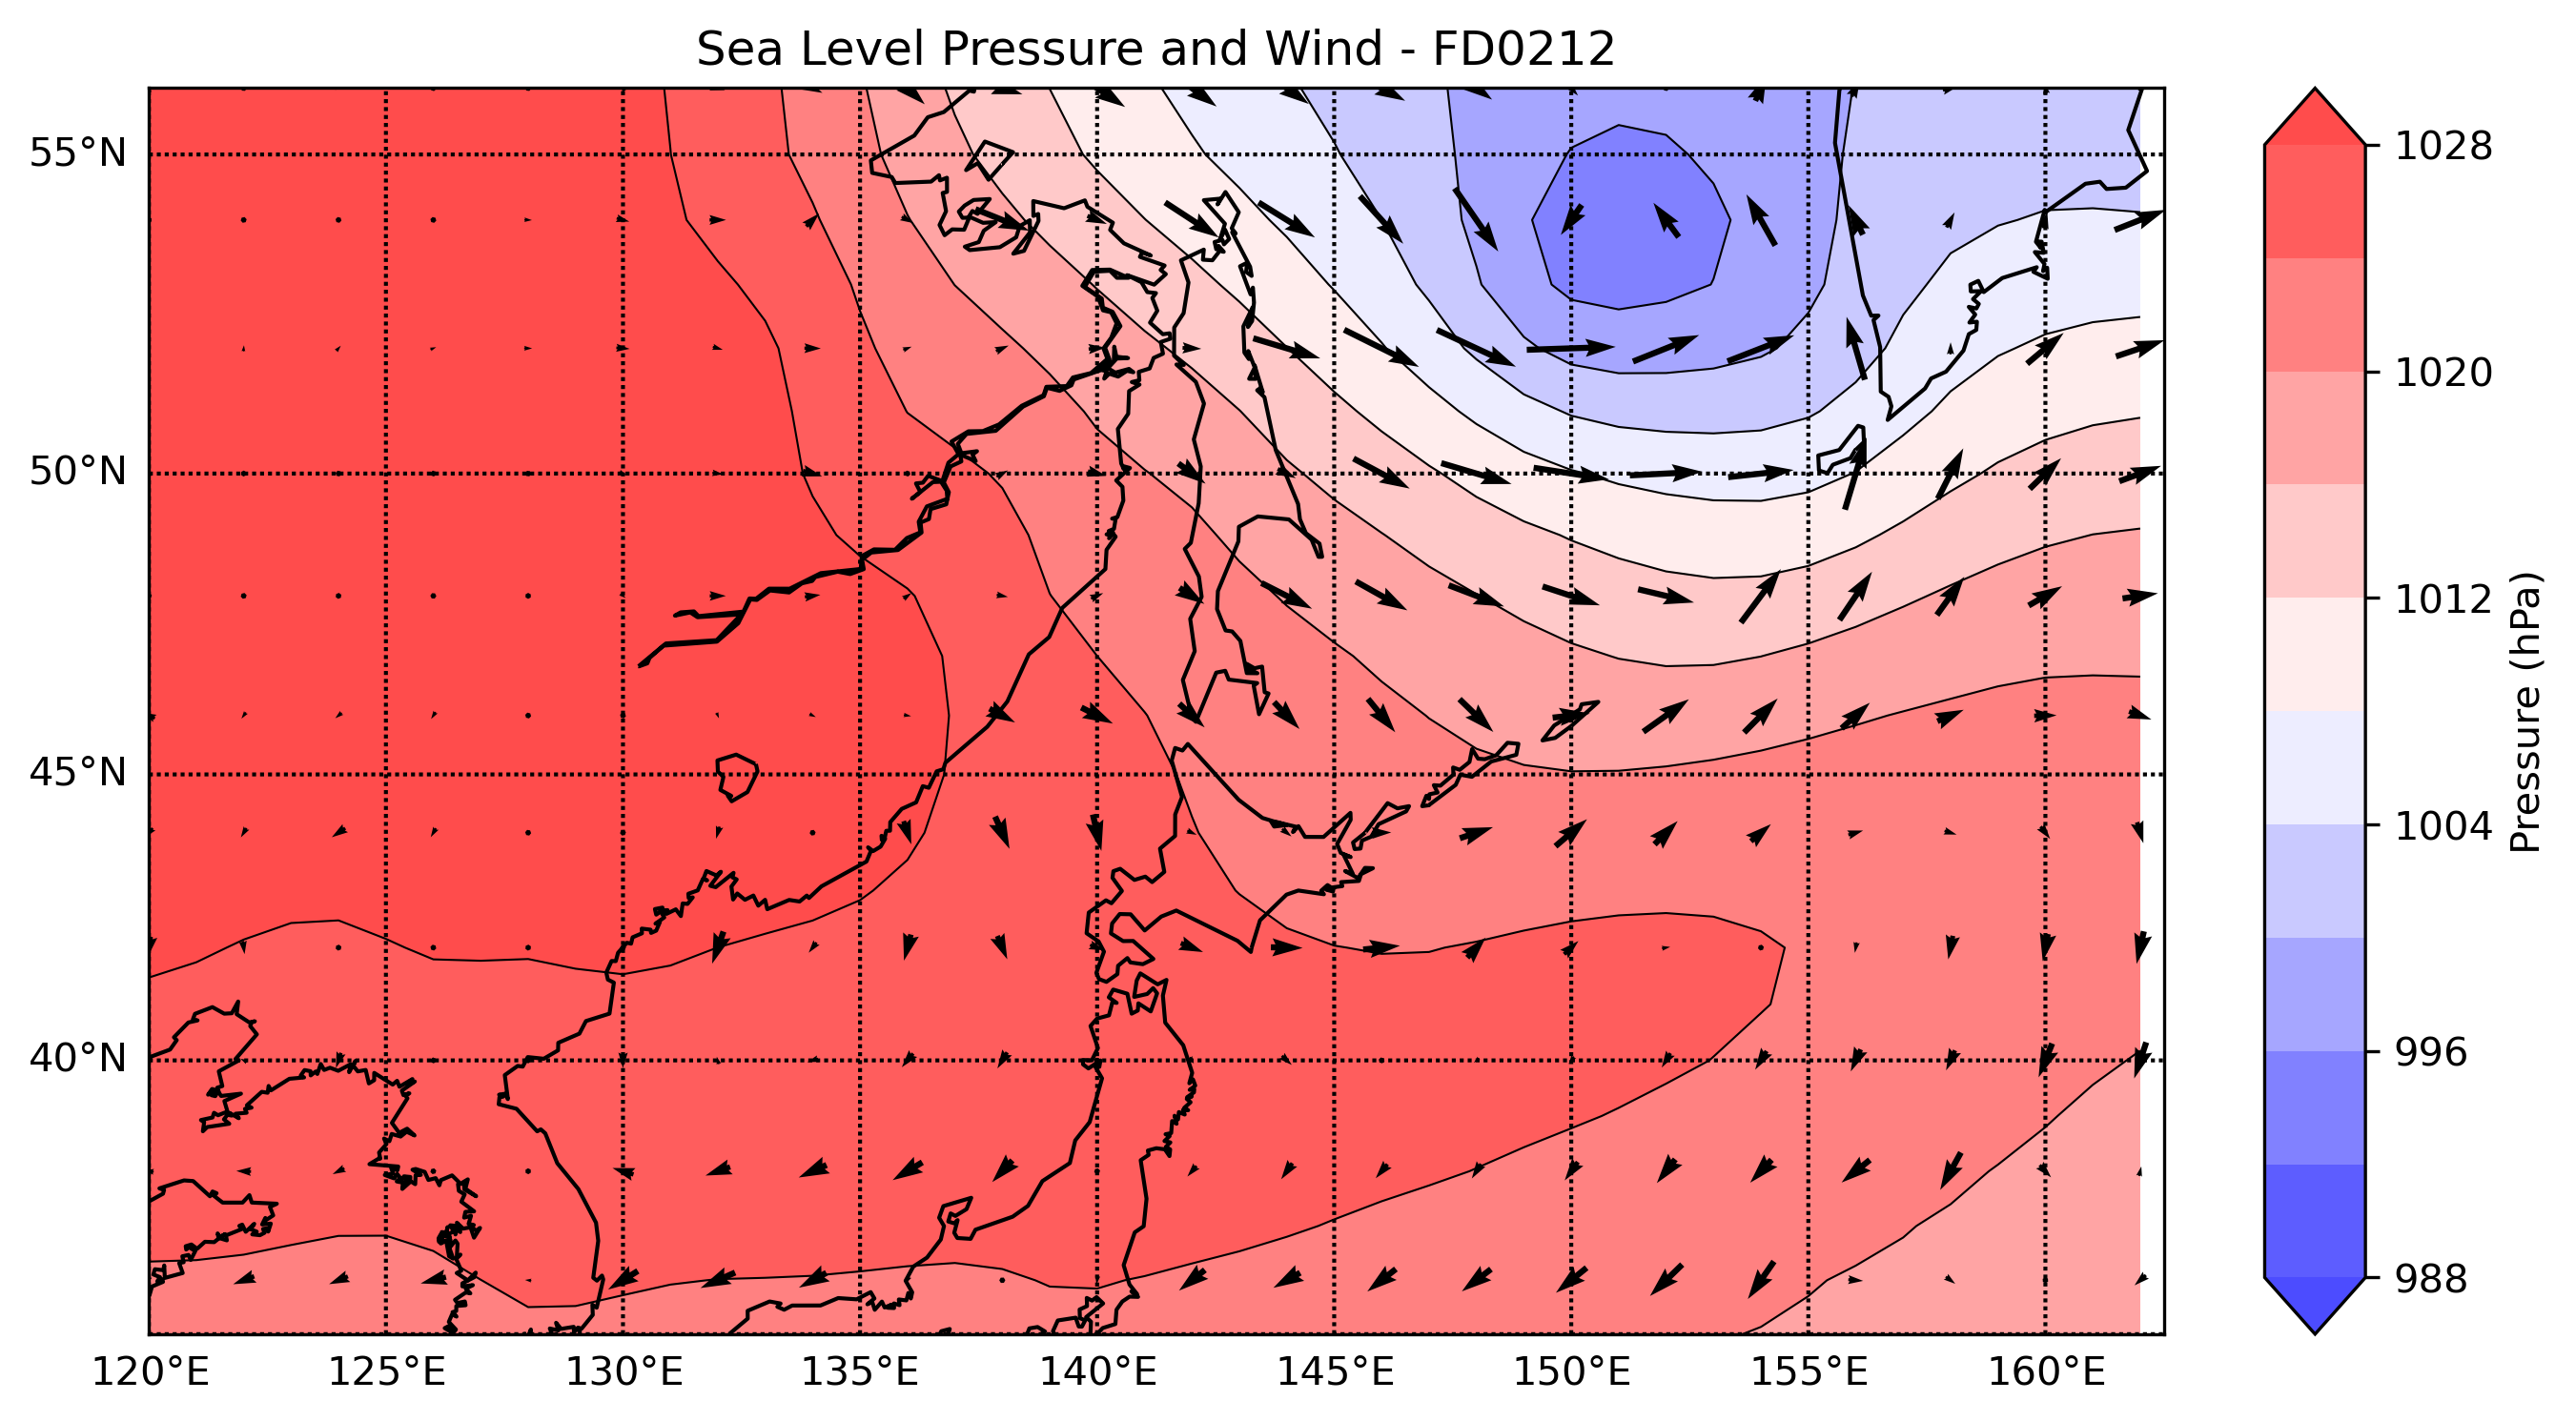 Sea Level Pressure and Wind - FD0212
55°N
50°N
45°N
40°N
120°E 125°E 130°E 135°E 140°E 145°E 150°E 155°E 160°E
1028
1020
1012
1004
996
988
Pressure (hPa)